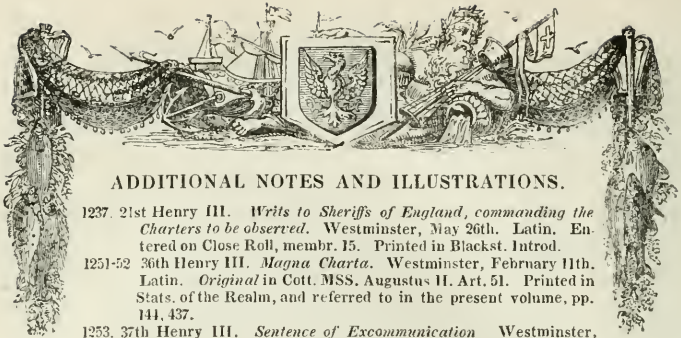 ADDITIONAL NOTES AND ILLUSTRATIONS.
1237. 21st Henry III. Writs to Sheriffs of England, commanding the
Charters to be observed. Westminster, May 26th. Latin. En-
tered on Close Roll, membr. 15. Printed in Blackst. Introd.
1251-52 36th Henry III. Magna Charta. Westminster, February 11th.
Latin. Original in Cott. MSS. Augustus II. Art. 51. Printed in
Stats. of the Realm, and referred to in the present volume, pp.
144, 437.
1253. 37th Henry III. Sentence of Excommunication Westminster,